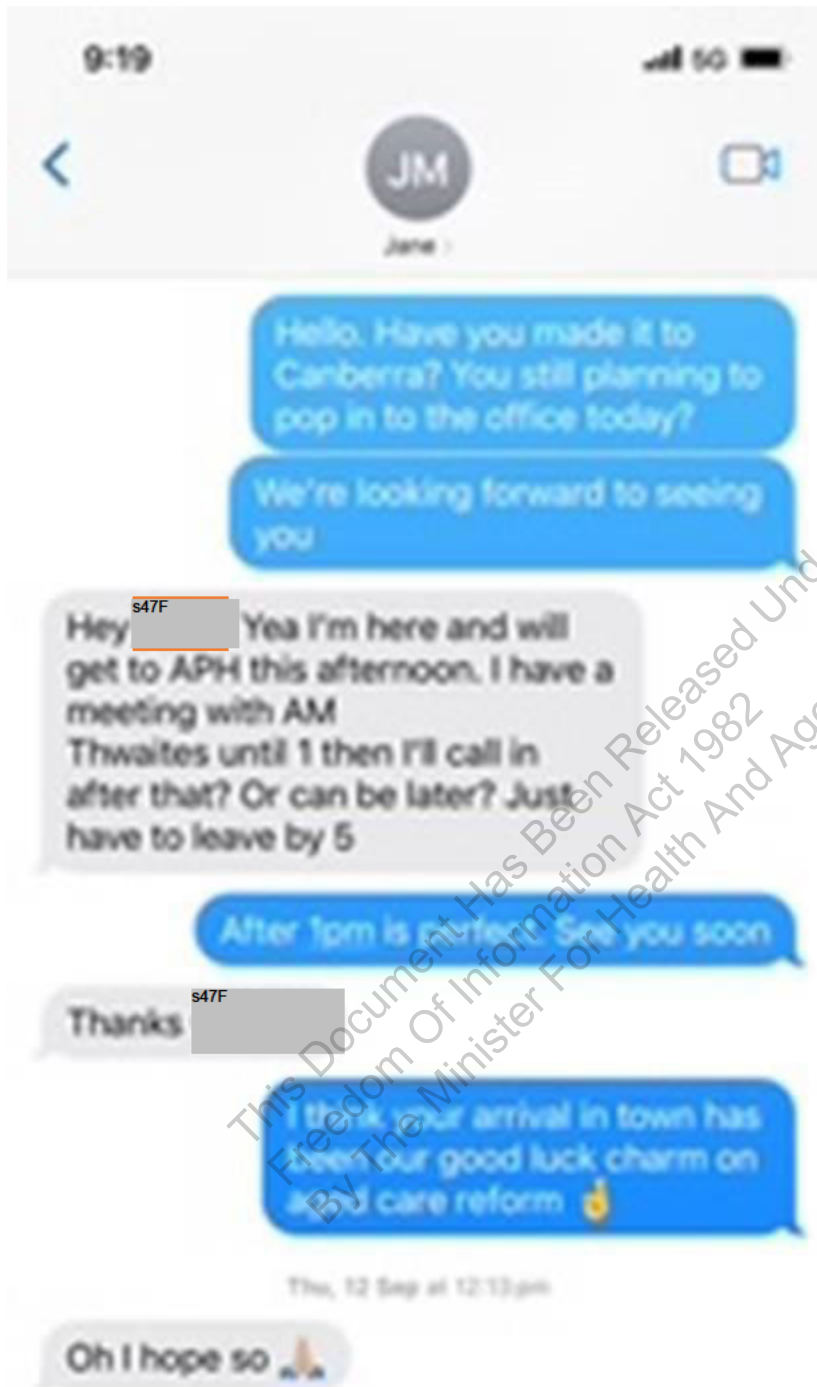 9:19
5G
JM
Jane
Hello. Have you made it to
Canberra? You still planning to
pop in to the office today?
We're looking forward to seeing
you
s47F
Hey Yea I'm here and will
get to APH this afternoon. I have a
meeting with AM
Thwaites until 1 then I'll call in
after that? Or can be later? Just
have to leave by 5
After 1pm is perfect. See you soon
s47F
Thanks
I think your arrival in town has
been our good luck charm on
aged care reform 🤞
Thu, 12 Sep at 12:13 pm
Oh I hope so 🙏🏼
This Document Has Been Released Und
Freedom Of Information Act 1982
By The Minister For Health And Age